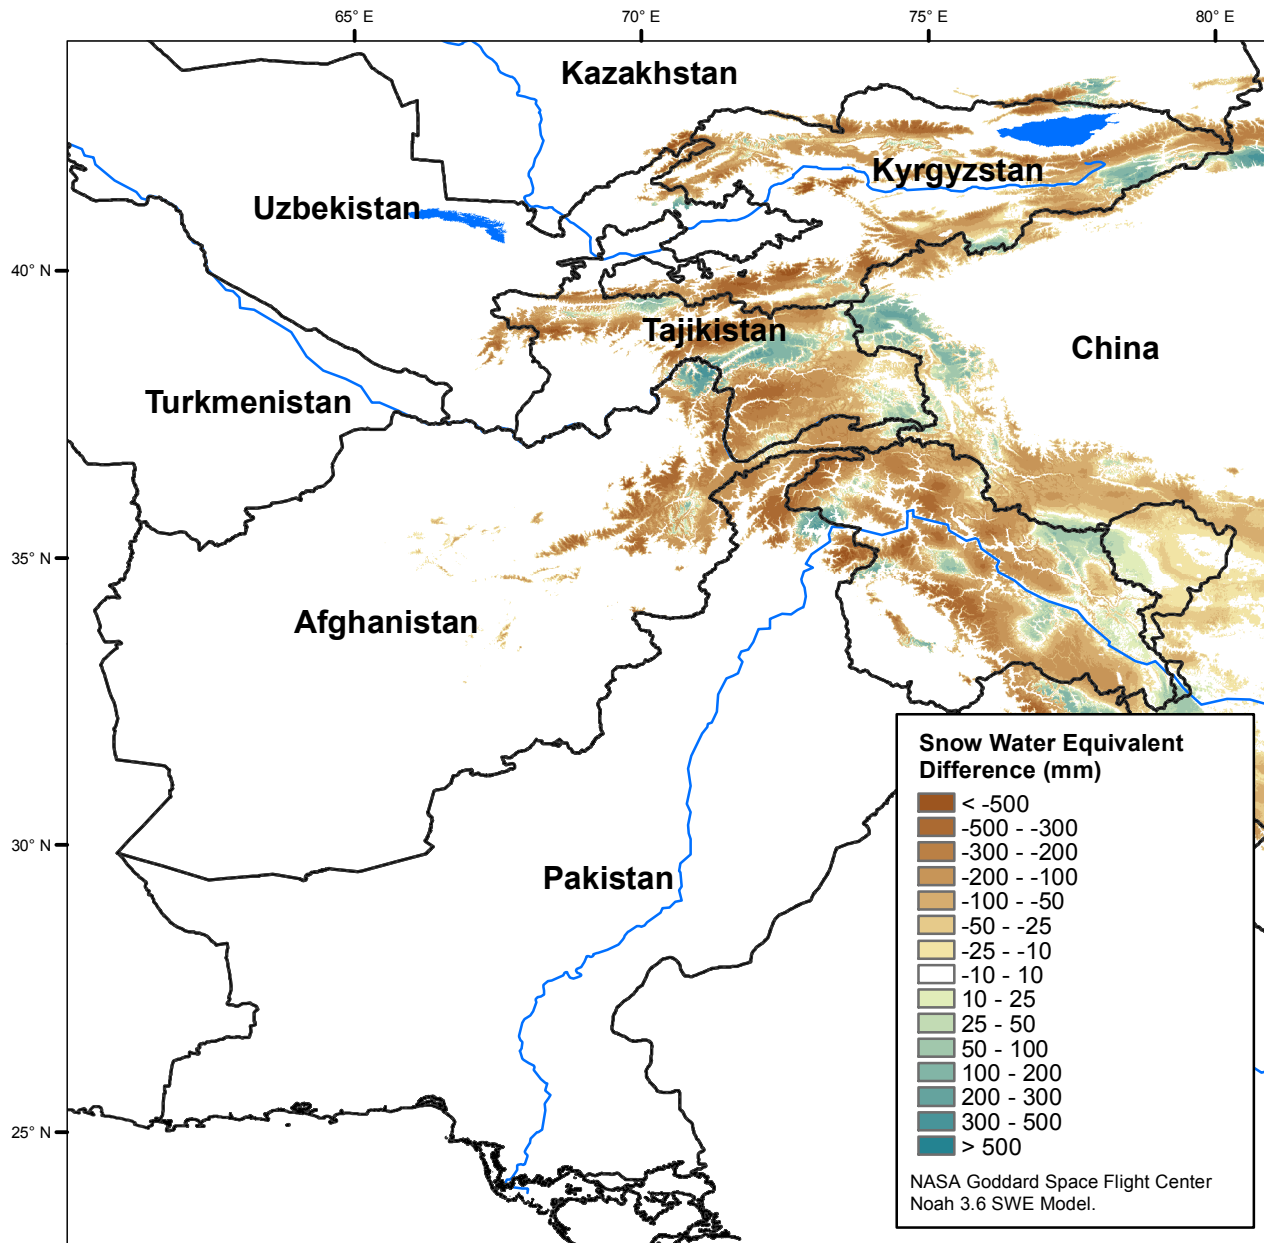 65° E
70° E
75° E
80° E
Kazakhstan
Kyrgyzstan
Uzbekistan
40° N
Tajikistan
China
Turkmenistan
35° N
Afghanistan
30° N
Pakistan
25° N
Snow Water Equivalent
Difference (mm)
< -500
-500 - -300
-300 - -200
-200 - -100
-100 - -50
-50 - -25
-25 - -10
-10 - 10
10 - 25
25 - 50
50 - 100
100 - 200
200 - 300
300 - 500
> 500
NASA Goddard Space Flight Center
Noah 3.6 SWE Model.